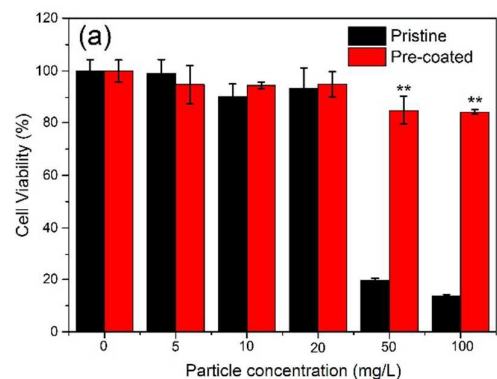 (a)
Pristine
Pre-coated
120
100
80
60
40
20
0
**
**
0 5 10 20 50 100
Cell Viability (%)
Particle concentration (mg/L)